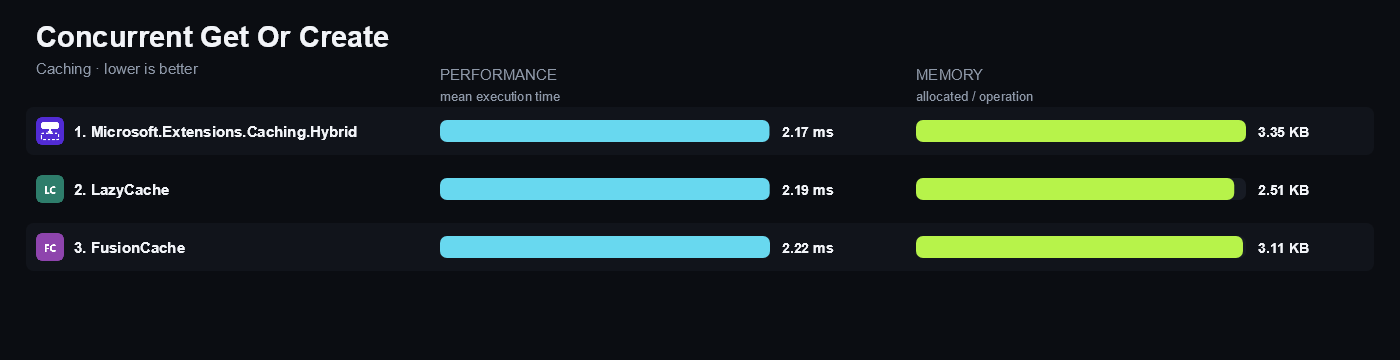 Concurrent Get Or Create
Caching · lower is better
PERFORMANCE
mean execution time
MEMORY
allocated / operation
1. Microsoft.Extensions.Caching.Hybrid
2.17 ms
3.35 KB
LC
2. LazyCache
2.19 ms
2.51 KB
FC
3. FusionCache
2.22 ms
3.11 KB